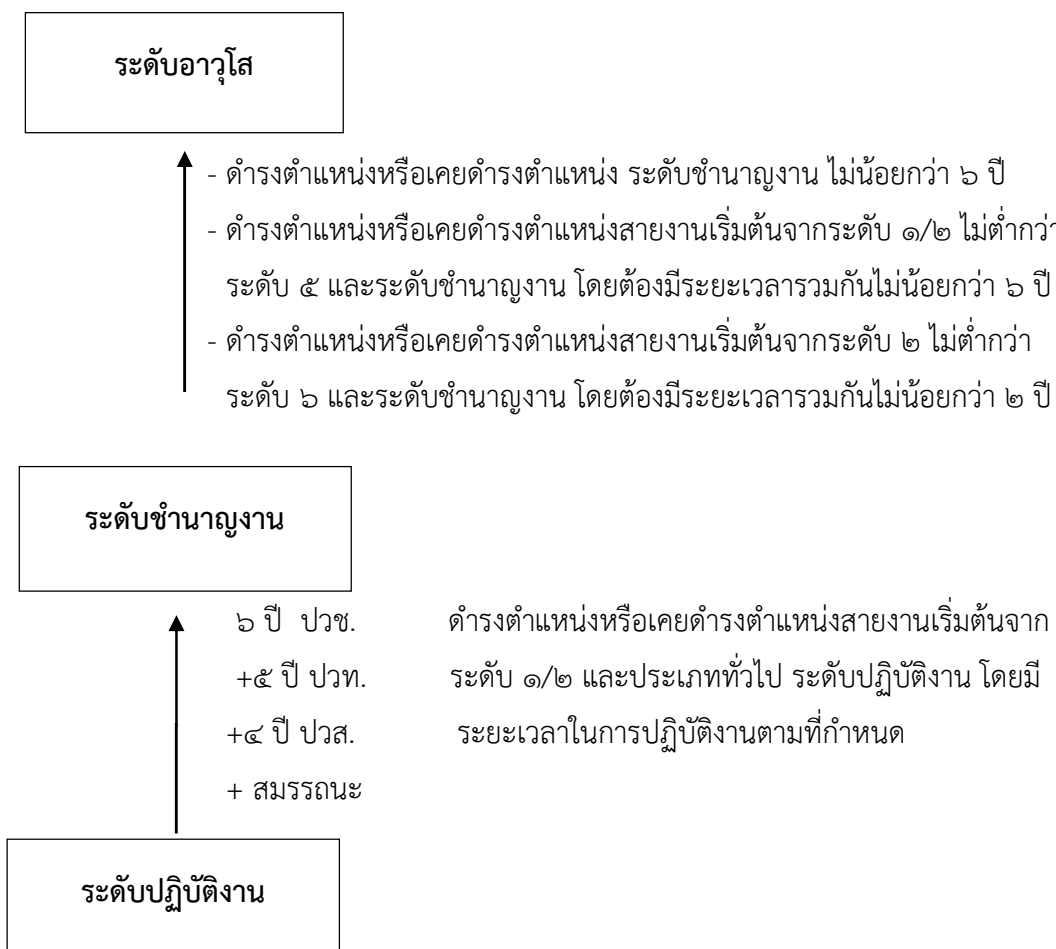 ระดับอาวุโส
- ดำรงตำแหน่งหรือเคยดำรงตำแหน่ง ระดับชำนาญงาน ไม่น้อยกว่า ๖ ปี
- ดำรงตำแหน่งหรือเคยดำรงตำแหน่งสายงานเริ่มต้นจากระดับ ๑/๒ ไม่ต่ำกว่า
ระดับ ๕ และระดับชำนาญงาน โดยต้องมีระยะเวลารวมกันไม่น้อยกว่า ๖ ปี
- ดำรงตำแหน่งหรือเคยดำรงตำแหน่งสายงานเริ่มต้นจากระดับ ๒ ไม่ต่ำกว่า
ระดับ ๖ และระดับชำนาญงาน โดยต้องมีระยะเวลารวมกันไม่น้อยกว่า ๒ ปี
ระดับชำนาญงาน
๖ ปี ปวช. ดำรงตำแหน่งหรือเคยดำรงตำแหน่งสายงานเริ่มต้นจาก
+๕ ปี ปวท. ระดับ ๑/๒ และประเภททั่วไป ระดับปฏิบัติงาน โดยมี
+๔ ปี ปวส. ระยะเวลาในการปฏิบัติงานตามที่กำหนด
+ สมรรถนะ
ระดับปฏิบัติงาน